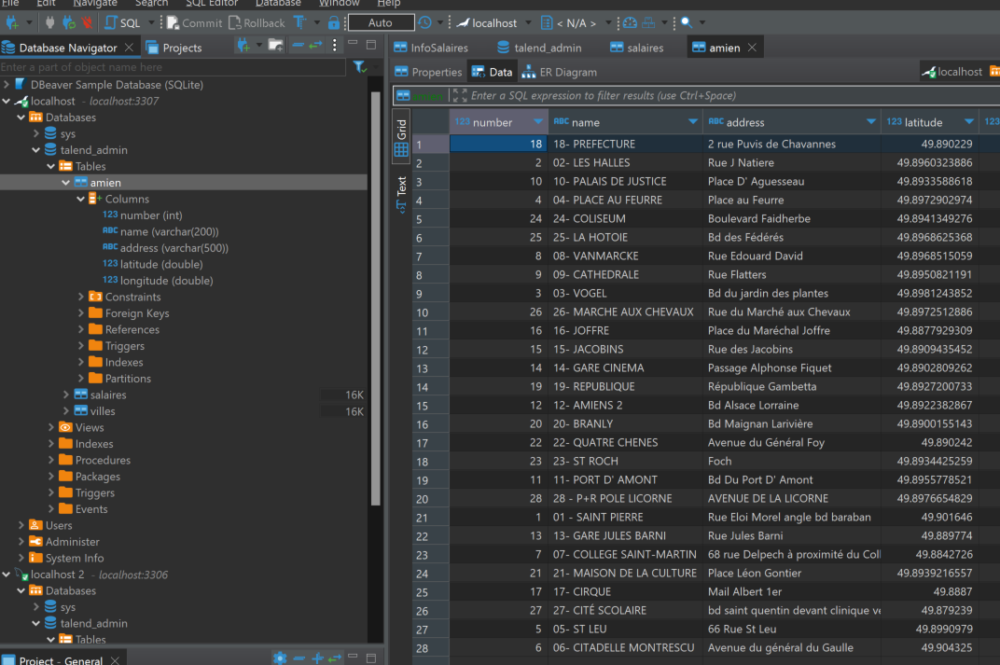 File Edit Navigate Search SQL Editor Database Window Help
SQL Commit Rollback T Auto localhost < N/A >
Database Navigator Projects
Enter a part of object name here
DBeaver Sample Database (SQLite)
localhost - localhost:3307
Databases
sys
talend_admin
Tables
amien
Columns
123 number (int)
ABC name (varchar(200))
ABC address (varchar(500))
123 latitude (double)
123 longitude (double)
Constraints
Foreign Keys
References
Triggers
Indexes
Partitions
salaires 16K
villes 16K
Views
Indexes
Procedures
Packages
Triggers
Events
Users
Administer
System Info
localhost 2 - localhost:3306
Databases
sys
talend_admin
Tables
Project - General
InfoSalaires talend_admin salaires amien
Properties Data ER Diagram localhost
amien Enter a SQL expression to filter results (use Ctrl+Space)
Grid
Text
123 number ABC name ABC address 123 latitude 123
1 18 18- PREFECTURE 2 rue Puvis de Chavannes 49.890229
2 2 02- LES HALLES Rue J Natiere 49.8960323886
3 10 10- PALAIS DE JUSTICE Place D' Aguesseau 49.8933588618
4 4 04- PLACE AU FEURRE Place au Feurre 49.8972902974
5 24 24- COLISEUM Boulevard Faidherbe 49.8941349276
6 25 25- LA HOTOIE Bd des Fédérés 49.8968625368
7 8 08- VANMARCKE Rue Edouard David 49.8968515059
8 9 09- CATHEDRALE Rue Flatters 49.8950821191
9 3 03- VOGEL Bd du jardin des plantes 49.8981243852
10 26 26- MARCHE AUX CHEVAUX Rue du Marché aux Chevaux 49.8972512886
11 16 16- JOFFRE Place du Maréchal Joffre 49.8877929309
12 15 15- JACOBINS Rue des Jacobins 49.8909435452
13 14 14- GARE CINEMA Passage Alphonse Fiquet 49.8902809262
14 19 19- REPUBLIQUE République Gambetta 49.8927200733
15 12 12- AMIENS 2 Bd Alsace Lorraine 49.8922382867
16 20 20- BRANLY Bd Maignan Larivière 49.8900155143
17 22 22- QUATRE CHENES Avenue du Général Foy 49.890242
18 23 23- ST ROCH Foch 49.8934425259
19 11 11- PORT D' AMONT Bd Du Port D' Amont 49.8955778521
20 28 28 - P+R POLE LICORNE AVENUE DE LA LICORNE 49.8976654829
21 1 01 - SAINT PIERRE Rue Eloi Morel angle bd baraban 49.901646
22 13 13- GARE JULES BARNI Rue Jules Barni 49.889774
23 7 07- COLLEGE SAINT-MARTIN 68 rue Delpech à proximité du Coll 49.8842726
24 21 21- MAISON DE LA CULTURE Place Léon Gontier 49.8939216557
25 17 17- CIRQUE Mail Albert 1er 49.8887
26 27 27- CITÉ SCOLAIRE bd saint quentin devant clinique ve 49.879239
27 5 05- ST LEU 66 Rue St Leu 49.8990979
28 6 06- CITADELLE MONTRESCU Avenue du général du Gaulle 49.904325